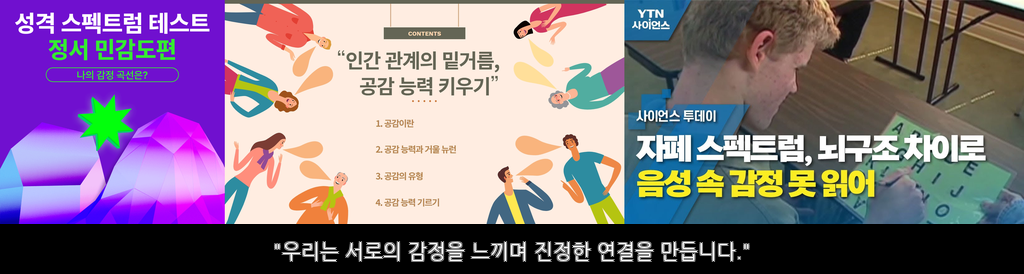 성격 스펙트럼 테스트
정서 민감도편
나의 감정 곡선은?
CONTENTS
“인간 관계의 밑거름,
공감 능력 키우기”
1. 공감이란
2. 공감 능력과 거울 뉴런
3. 공감의 유형
4. 공감 능력 기르기
YTN
사이언스
사이언스 투데이
자폐 스펙트럼, 뇌구조 차이로
음성 속 감정 못 읽어
"우리는 서로의 감정을 느끼며 진정한 연결을 만듭니다."